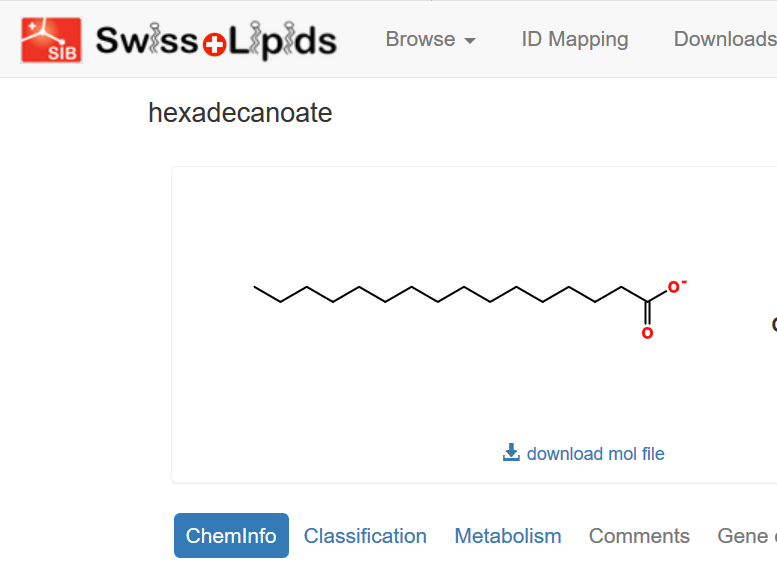 SIB SwissLipids Browse ID Mapping Downloads
hexadecanoate
O-
O
download mol file
ChemInfo Classification Metabolism Comments Gene